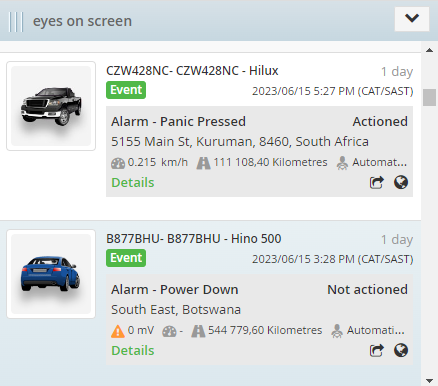 eyes on screen
CZW428NC- CZW428NC - Hilux 1 day
Event 2023/06/15 5:27 PM (CAT/SAST)
Alarm - Panic Pressed Actioned
5155 Main St, Kuruman, 8460, South Africa
0.215 km/h 111 108,40 Kilometres Automat...
Details
B877BHU- B877BHU - Hino 500 1 day
Event 2023/06/15 3:28 PM (CAT/SAST)
Alarm - Power Down Not actioned
South East, Botswana
0 mV - 544 779,60 Kilometres Automati...
Details